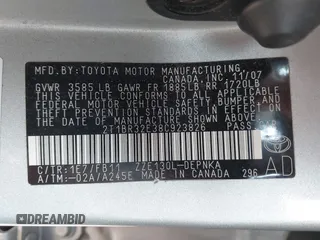 MFD.BY:TOYOTA MOTOR MANUFACTURING
CANADA INC. 11/07
GVWR 3585 LB GAWR FR 1885LB RR 1720LB
THIS VEHICLE CONFORMS TO ALL APPLICABLE
FEDERAL MOTOR VEHICLE SAFETY, BUMPER, AND
THEFT PREVENTION STANDARDS IN EFFECT ON
THE DATE OF MANUFACTURE SHOWN ABOVE.
2T1BR32E38C923826
C/TR:1E7/FB11 ZZE130L-DEPNKA
A/TM:-02A/A245E MADE IN CANADA 296
AD
DREAMBID